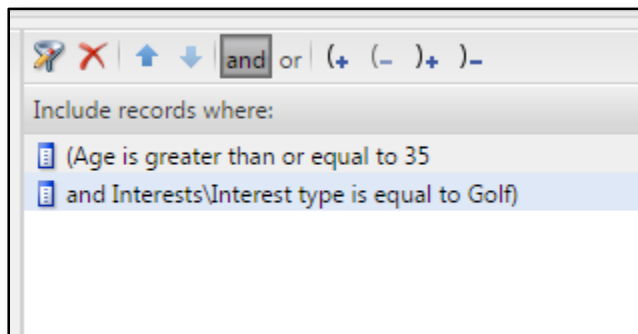 and or (+ (- )+ )-
Include records where:
(Age is greater than or equal to 35
and Interests\Interest type is equal to Golf)